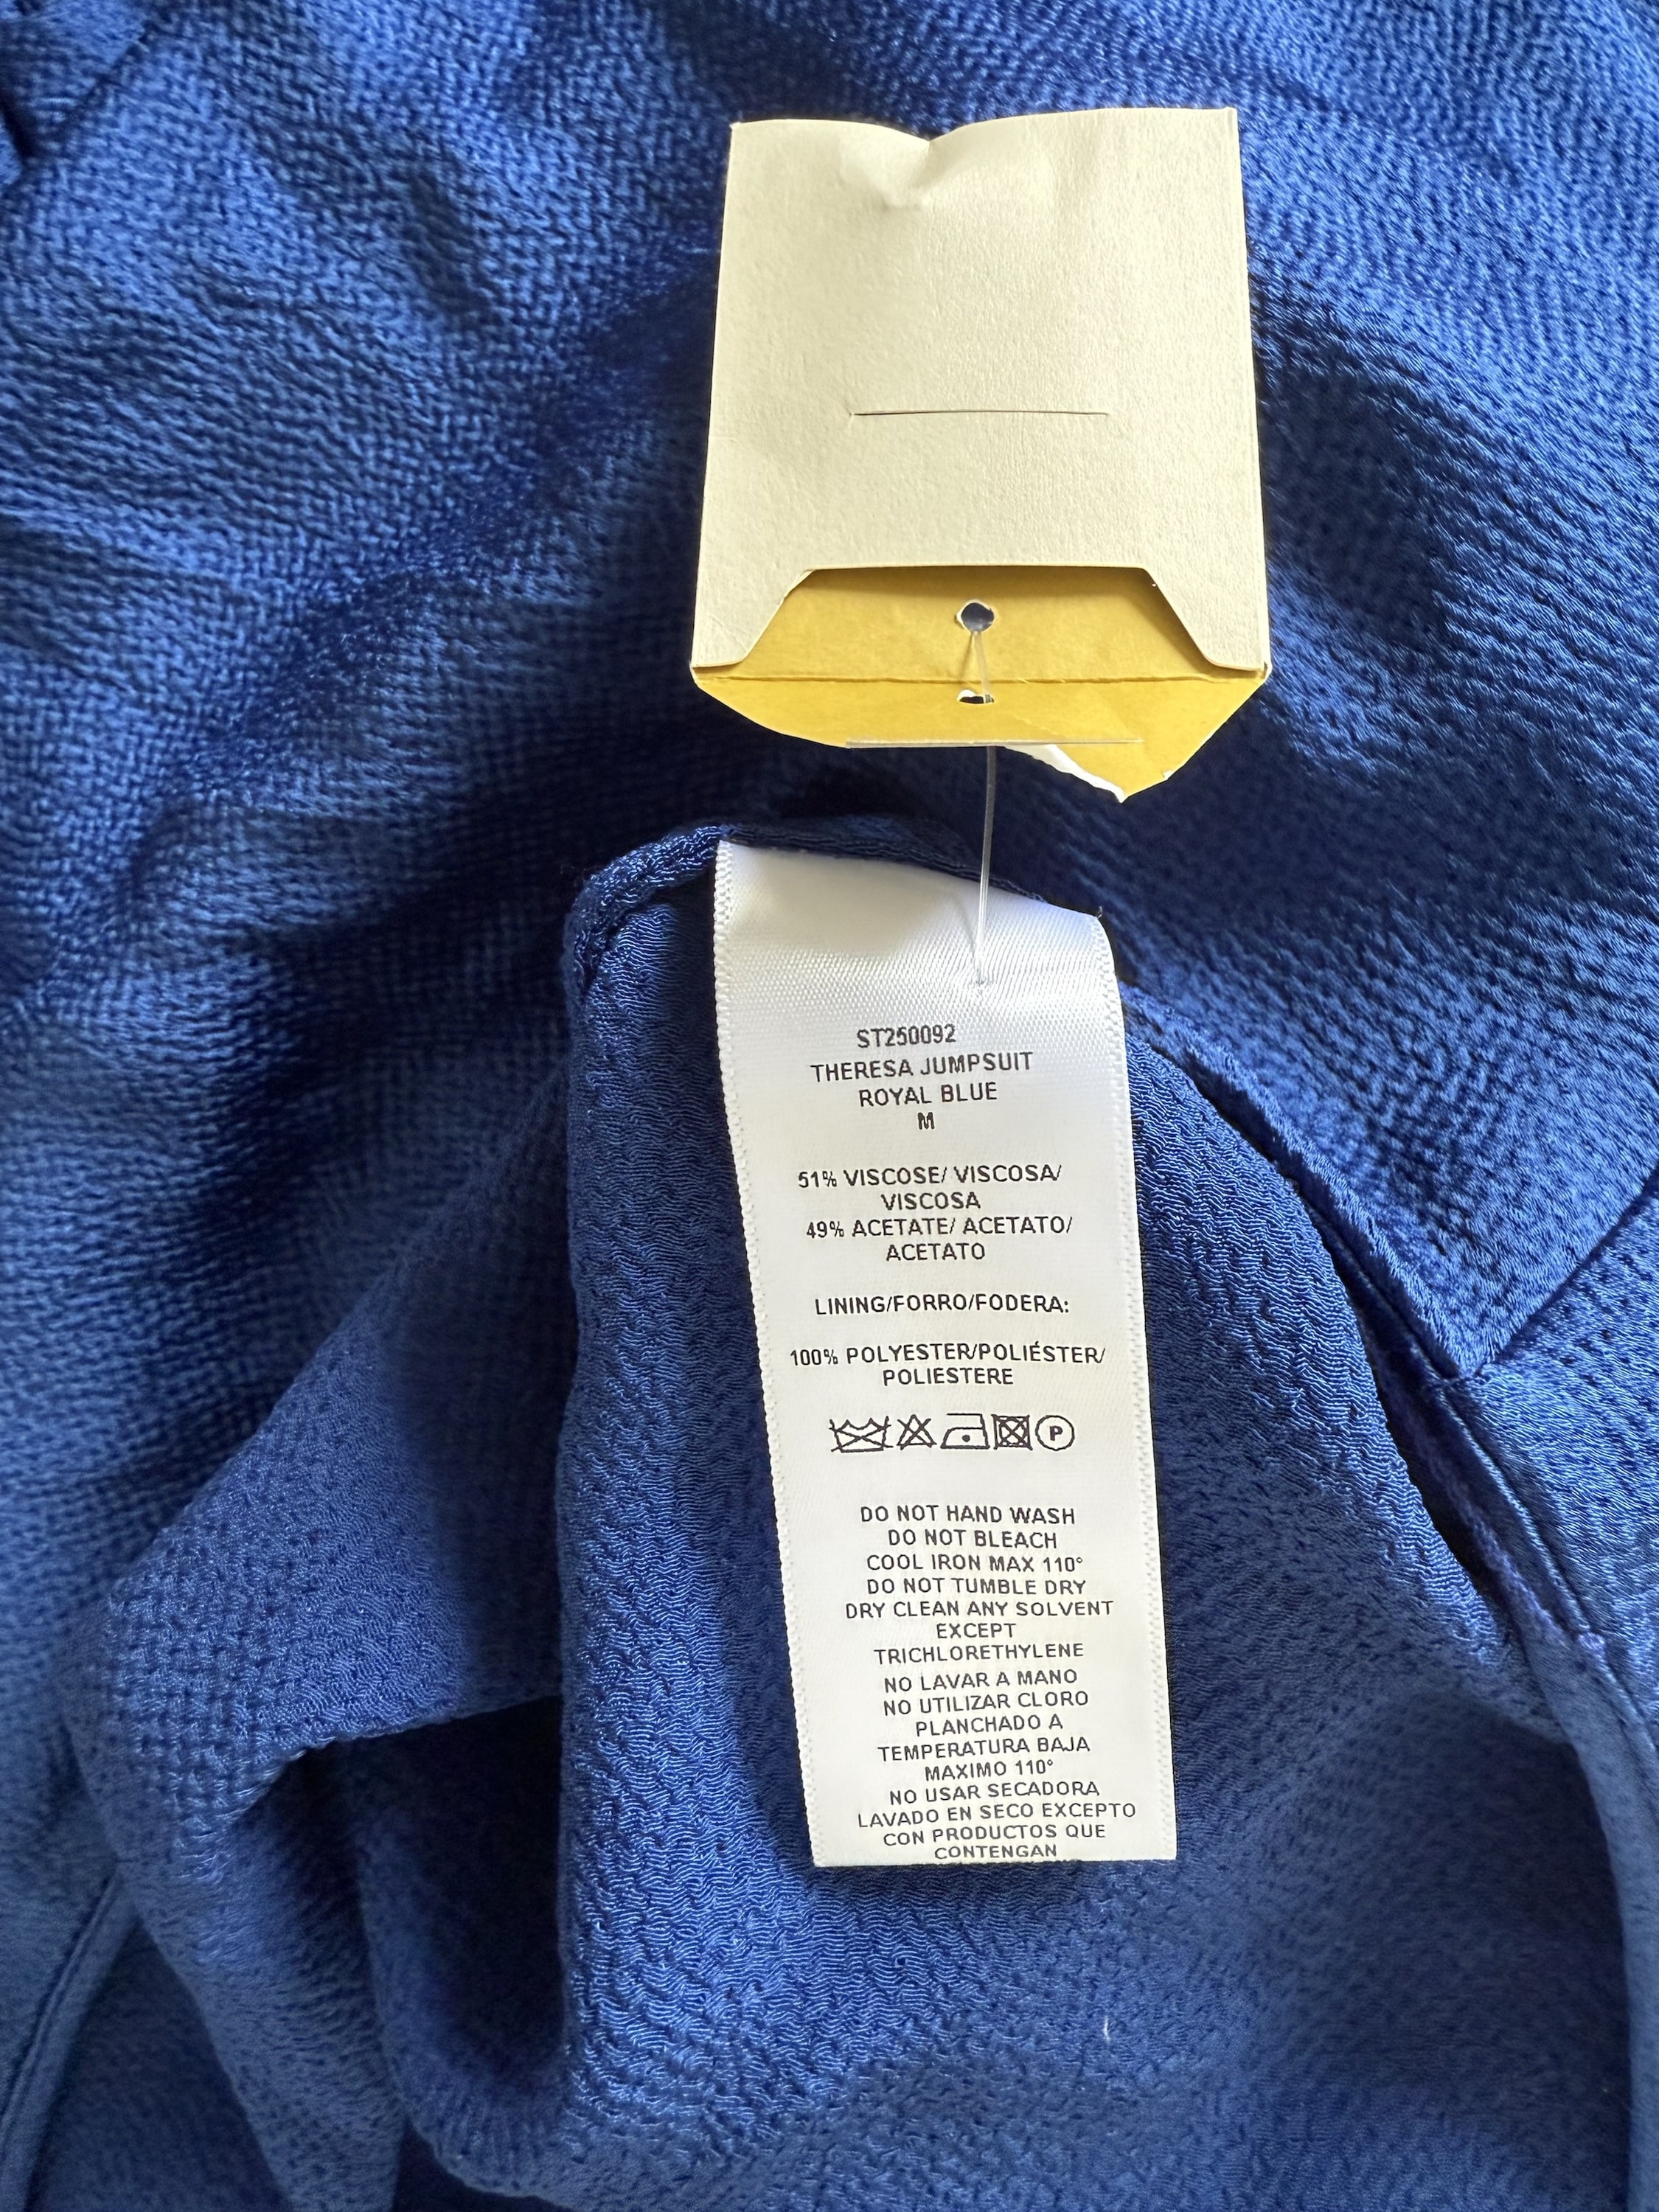 ST250092
THERESA JUMPSUIT
ROYAL BLUE
M
51% VISCOSE/ VISCOSA/
VISCOSA
49% ACETATE/ ACETATO/
ACETATO
LINING/FORRO/FODERA:
100% POLYESTER/POLIÉSTER/
POLIESTERE
P
DO NOT HAND WASH
DO NOT BLEACH
COOL IRON MAX 110°
DO NOT TUMBLE DRY
DRY CLEAN ANY SOLVENT
EXCEPT
TRICHLORETHYLENE
NO LAVAR A MANO
NO UTILIZAR CLORO
PLANCHADO A
TEMPERATURA BAJA
MAXIMO 110°
NO USAR SECADORA
LAVADO EN SECO EXCEPTO
CON PRODUCTOS QUE
CONTENGAN